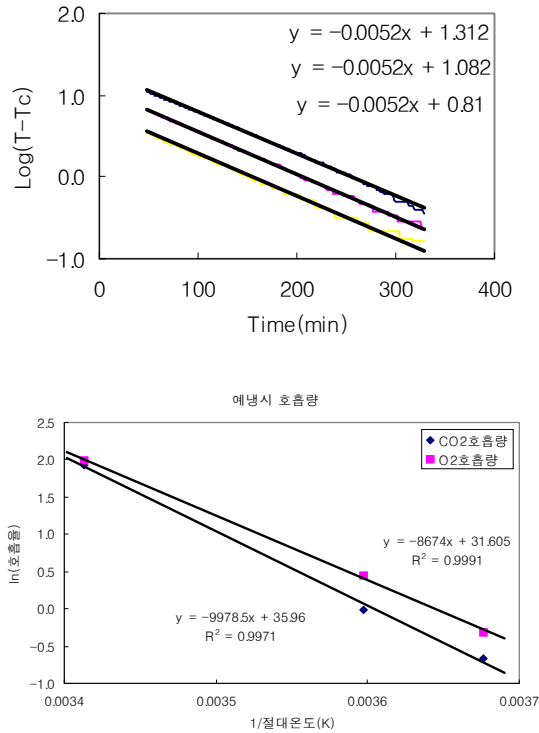 2.0
y = −0.0052x + 1.312
y = −0.0052x + 1.082
y = −0.0052x + 0.81
1.0
0.0
−1.0
Log(T−Tc)
0 100 200 300 400
Time(min)
예냉시 호흡량
2.5
2.0
1.5
1.0
0.5
0.0
−0.5
−1.0
ln(호흡율)
CO2호흡량
O2호흡량
y = −8674x + 31.605
R² = 0.9991
y = −9978.5x + 35.96
R² = 0.9971
0.0034 0.0035 0.0036 0.0037
1/절대온도(K)